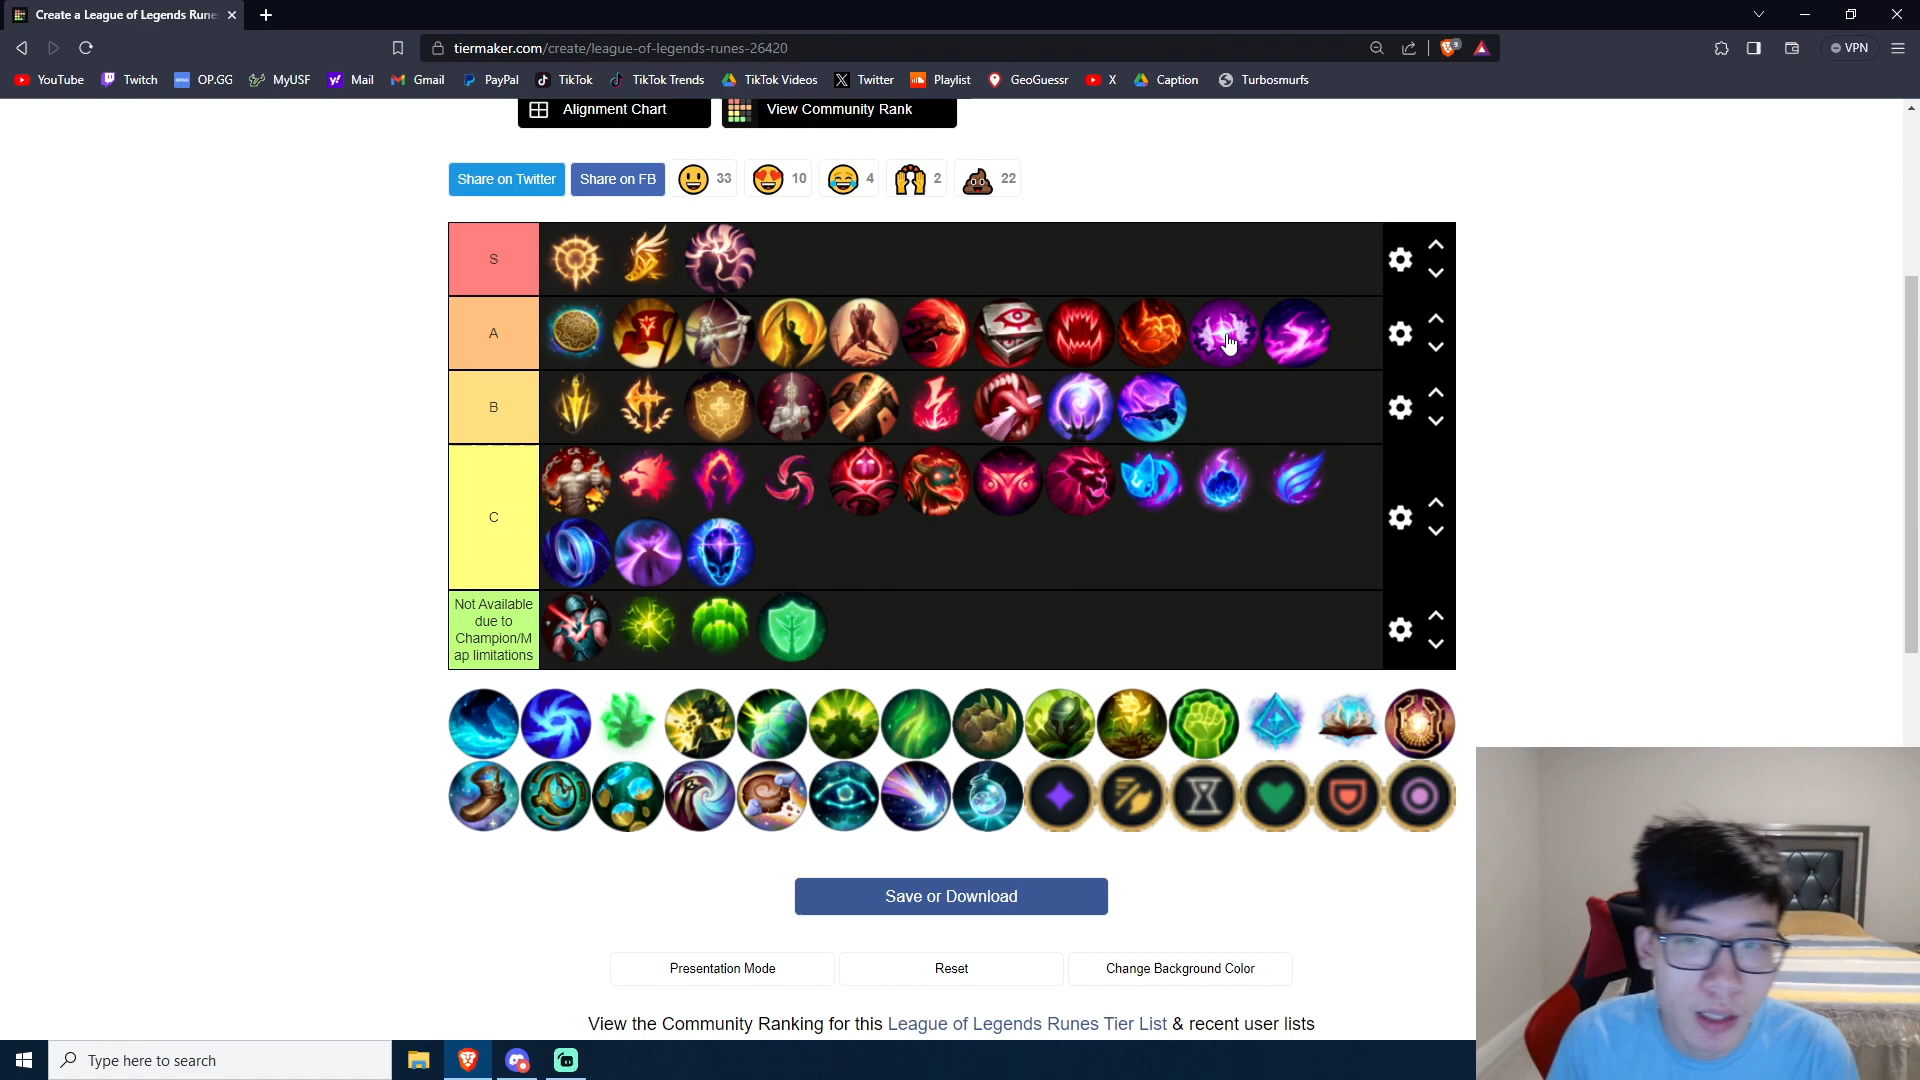 Create a League of Legends Rune
tiermaker.com/create/league-of-legends-runes-26420
9
VPN
YouTube
Twitch
OP.GG
MyUSF
Mail
Gmail
PayPal
TikTok
TikTok Trends
TikTok Videos
Twitter
Playlist
GeoGuessr
X
Caption
Turbosmurfs
Alignment Chart
View Community Rank
Share on Twitter
Share on FB
33
10
4
2
22
S
A
B
C
Not Available
due to
Champion/M
ap limitations
Save or Download
Presentation Mode
Reset
Change Background Color
View the Community Ranking for this League of Legends Runes Tier List & recent user lists
Type here to search